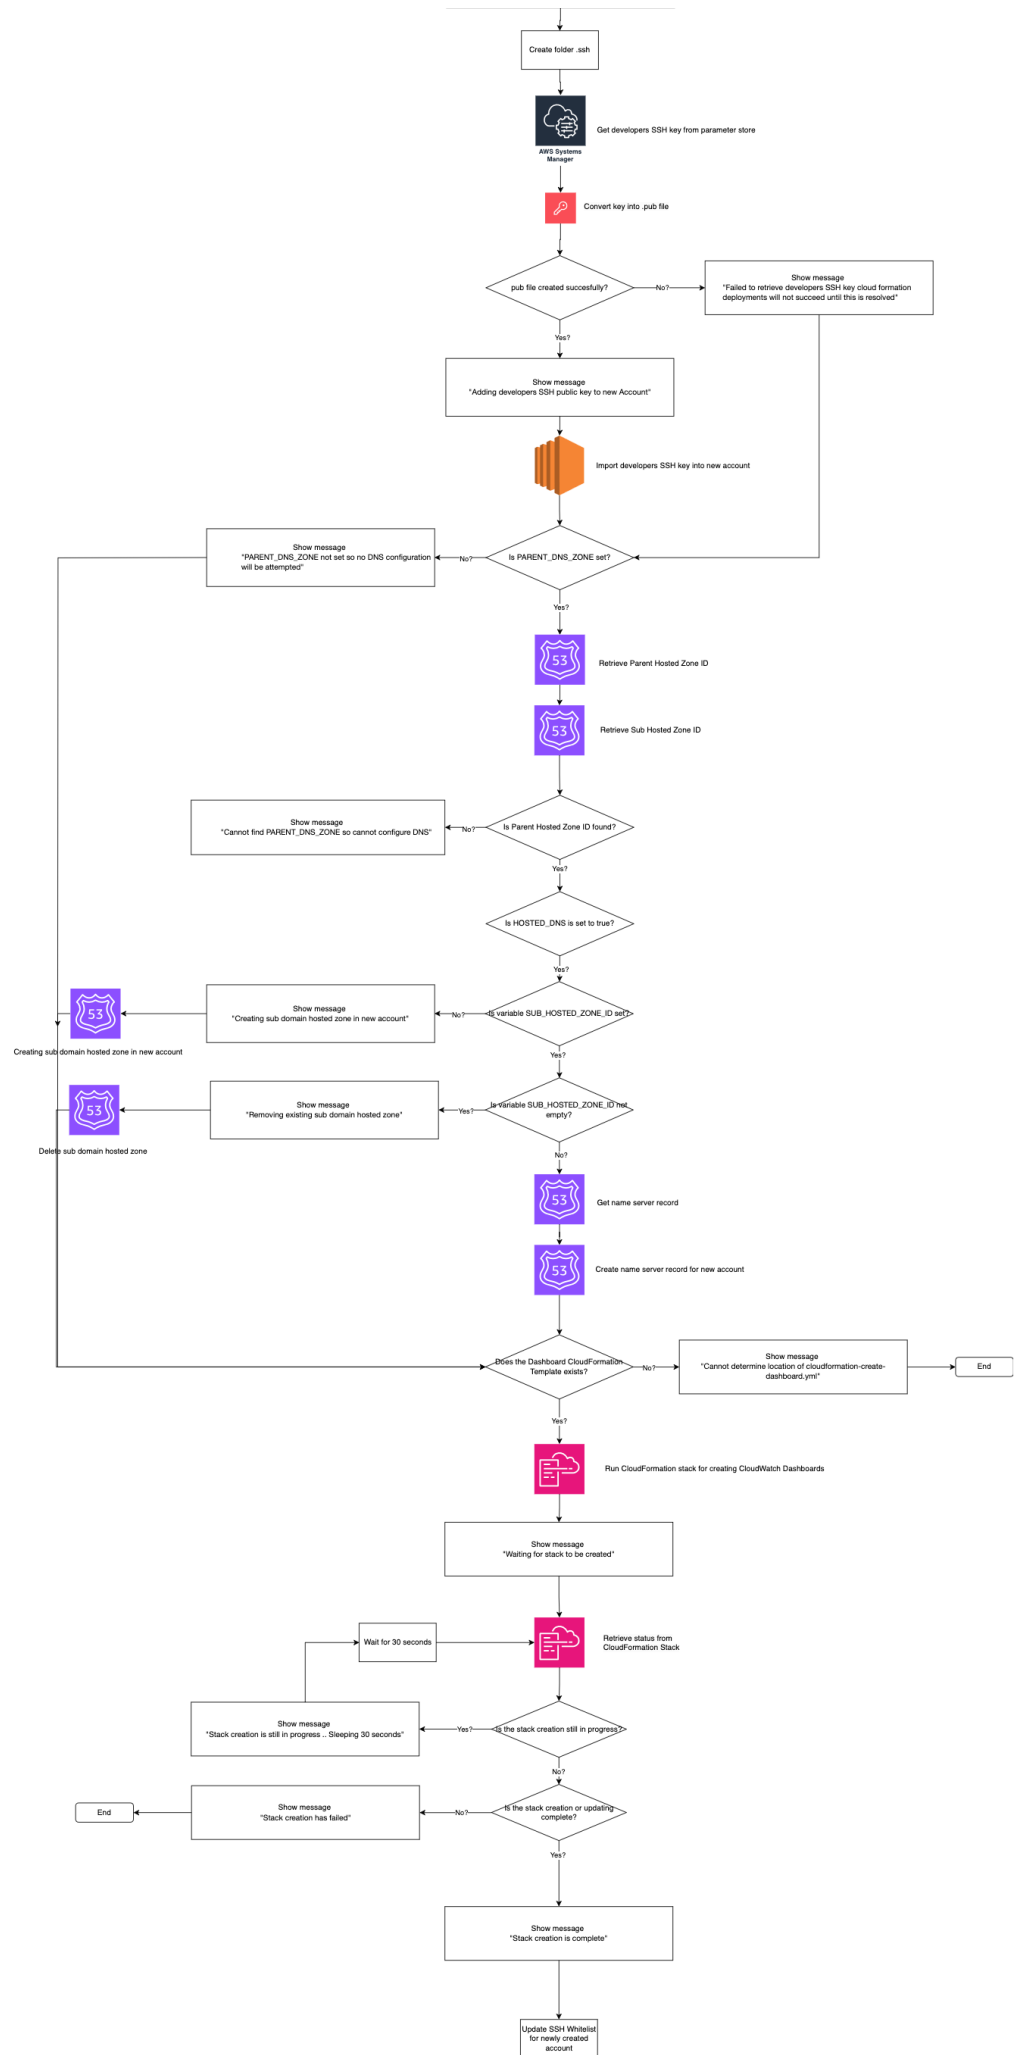 Create folder .ssh
AWS Systems
Manager
Get developers SSH key from parameter store
Convert key into .pub file
pub file created succesfully?
No?
Show message
"Failed to retrieve developers SSH key cloud formation
deployments will not succeed until this is resolved"
Yes?
Show message
"Adding developers SSH public key to new Account"
Import developers SSH key into new account
Is PARENT_DNS_ZONE set?
No?
Show message
"PARENT_DNS_ZONE not set so no DNS configuration
will be attempted"
Yes?
53
Retrieve Parent Hosted Zone ID
53
Retrieve Sub Hosted Zone ID
Is Parent Hosted Zone ID found?
No?
Show message
"Cannot find PARENT_DNS_ZONE so cannot configure DNS"
Yes?
Is HOSTED_DNS is set to true?
Yes?
Is variable SUB_HOSTED_ZONE_ID set?
No?
Show message
"Creating sub domain hosted zone in new account"
53
Creating sub domain hosted zone in new account
Yes?
Is variable SUB_HOSTED_ZONE_ID not
empty?
Yes?
Show message
"Removing existing sub domain hosted zone"
53
Delete sub domain hosted zone
No?
53
Get name server record
53
Create name server record for new account
Does the Dashboard CloudFormation
Template exists?
No?
Show message
"Cannot determine location of cloudformation-create-
dashboard.yml"
End
Yes?
Run CloudFormation stack for creating CloudWatch Dashboards
Show message
"Waiting for stack to be created"
Wait for 30 seconds
Retrieve status from
CloudFormation Stack
Is the stack creation still in progress?
Yes?
Show message
"Stack creation is still in progress .. Sleeping 30 seconds"
No?
Is the stack creation or updating
complete?
No?
Show message
"Stack creation has failed"
End
Yes?
Show message
"Stack creation is complete"
Update SSH Whitelist
for newly created
account